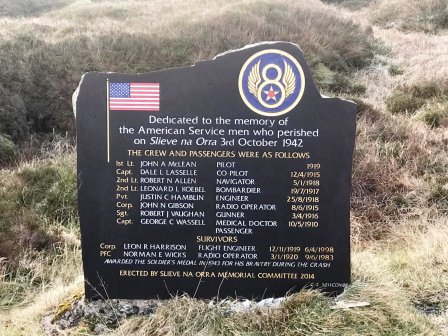 8
Dedicated to the memory of
the American Service men who perished
on Slieve na Orra 3rd October 1942
THE CREW AND PASSENGERS WERE AS FOLLOWS
1st Lt JOHN A McLEAN PILOT 1919
Capt. DALE L LASSELLE CO PILOT 12/4/1915
2nd Lt ROBERT N ALLEN NAVIGATOR 5/1/1918
2nd Lt LEONARD L KOEBEL BOMBARDIER 19/7/1917
Pvt. JUSTIN C HAMBLIN ENGINEER 25/8/1918
Corp. JOHN N GIBSON RADIO OPERATOR 8/6/1915
Sgt. ROBERT J VAUGHAN GUNNER 3/4/1916
Capt. GEORGE C WASSELL MEDICAL DOCTOR 10/5/1910
PASSENGER
SURVIVORS
Corp. LEON R HARRISON FLIGHT ENGINEER 12/11/1919 6/4/1998
PFC NORMAN E WICKS RADIO OPERATOR 3/1/1920 9/6/1983
AWARDED THE SOLDIER'S MEDAL IN 1943 FOR HIS BRAVERY DURING THE CRASH
ERECTED BY SLIEVE NA ORRA MEMORIAL COMMITTEE 2014